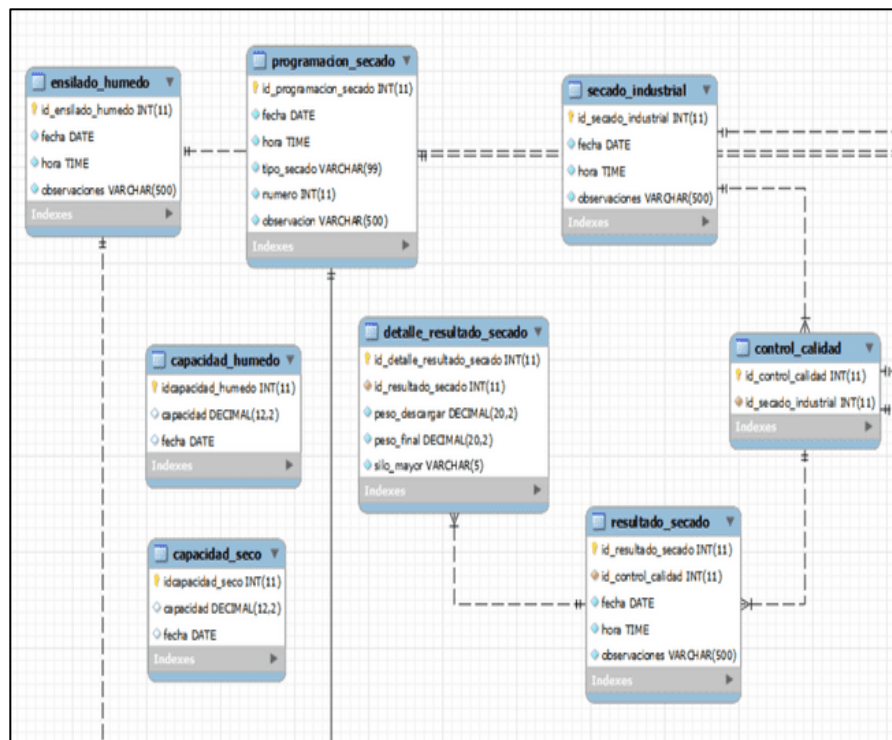 ensilado_humedo
id_ensilado_humedo INT(11)
fecha DATE
hora TIME
observaciones VARCHAR(500)
Indexes
programacion_secado
id_programacion_secado INT(11)
fecha DATE
hora TIME
tipo_secado VARCHAR(99)
numero INT(11)
observacion VARCHAR(500)
Indexes
secado_industrial
id_secado_industrial INT(11)
fecha DATE
hora TIME
observaciones VARCHAR(500)
Indexes
capacidad_humedo
idcapacidad_humedo INT(11)
capacidad DECIMAL(12,2)
fecha DATE
Indexes
detalle_resultado_secado
id_detalle_resultado_secado INT(11)
id_resultado_secado INT(11)
peso_descargar DECIMAL(20,2)
peso_final DECIMAL(20,2)
silo_mayor VARCHAR(5)
Indexes
control_calidad
id_control_calidad INT(11)
id_secado_industrial INT(11)
Indexes
capacidad_seco
idcapacidad_seco INT(11)
capacidad DECIMAL(12,2)
fecha DATE
Indexes
resultado_secado
id_resultado_secado INT(11)
id_control_calidad INT(11)
fecha DATE
hora TIME
observaciones VARCHAR(500)
Indexes